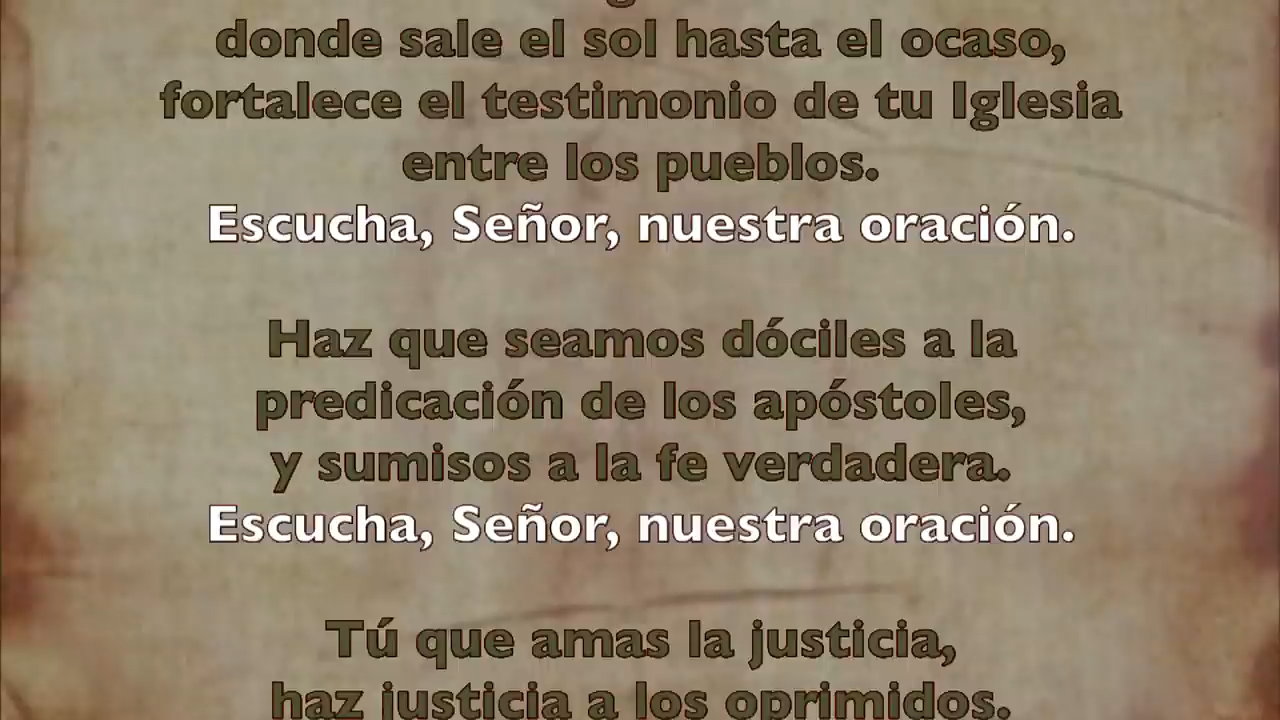 donde sale el sol hasta el ocaso,
fortalece el testimonio de tu Iglesia
entre los pueblos.
Escucha, Señor, nuestra oración.
Haz que seamos dóciles a la
predicación de los apóstoles,
y sumisos a la fe verdadera.
Escucha, Señor, nuestra oración.
Tú que amas la justicia,
haz justicia a los oprimidos.